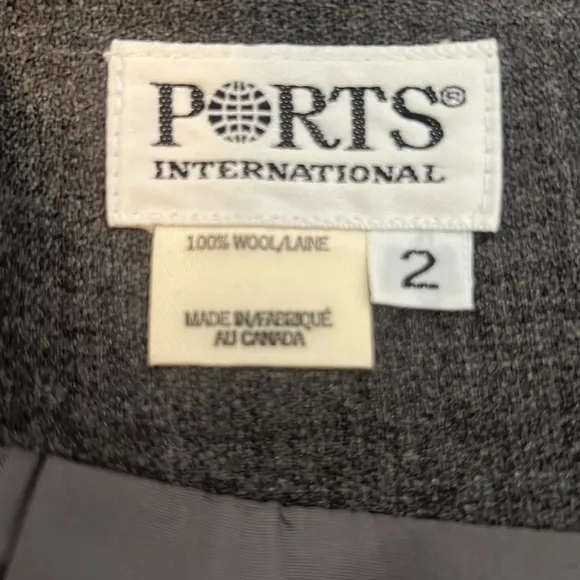 PORTS®
INTERNATIONAL
100% WOOL/LAINE
2
MADE IN/FABRIQUÉ
AU CANADA